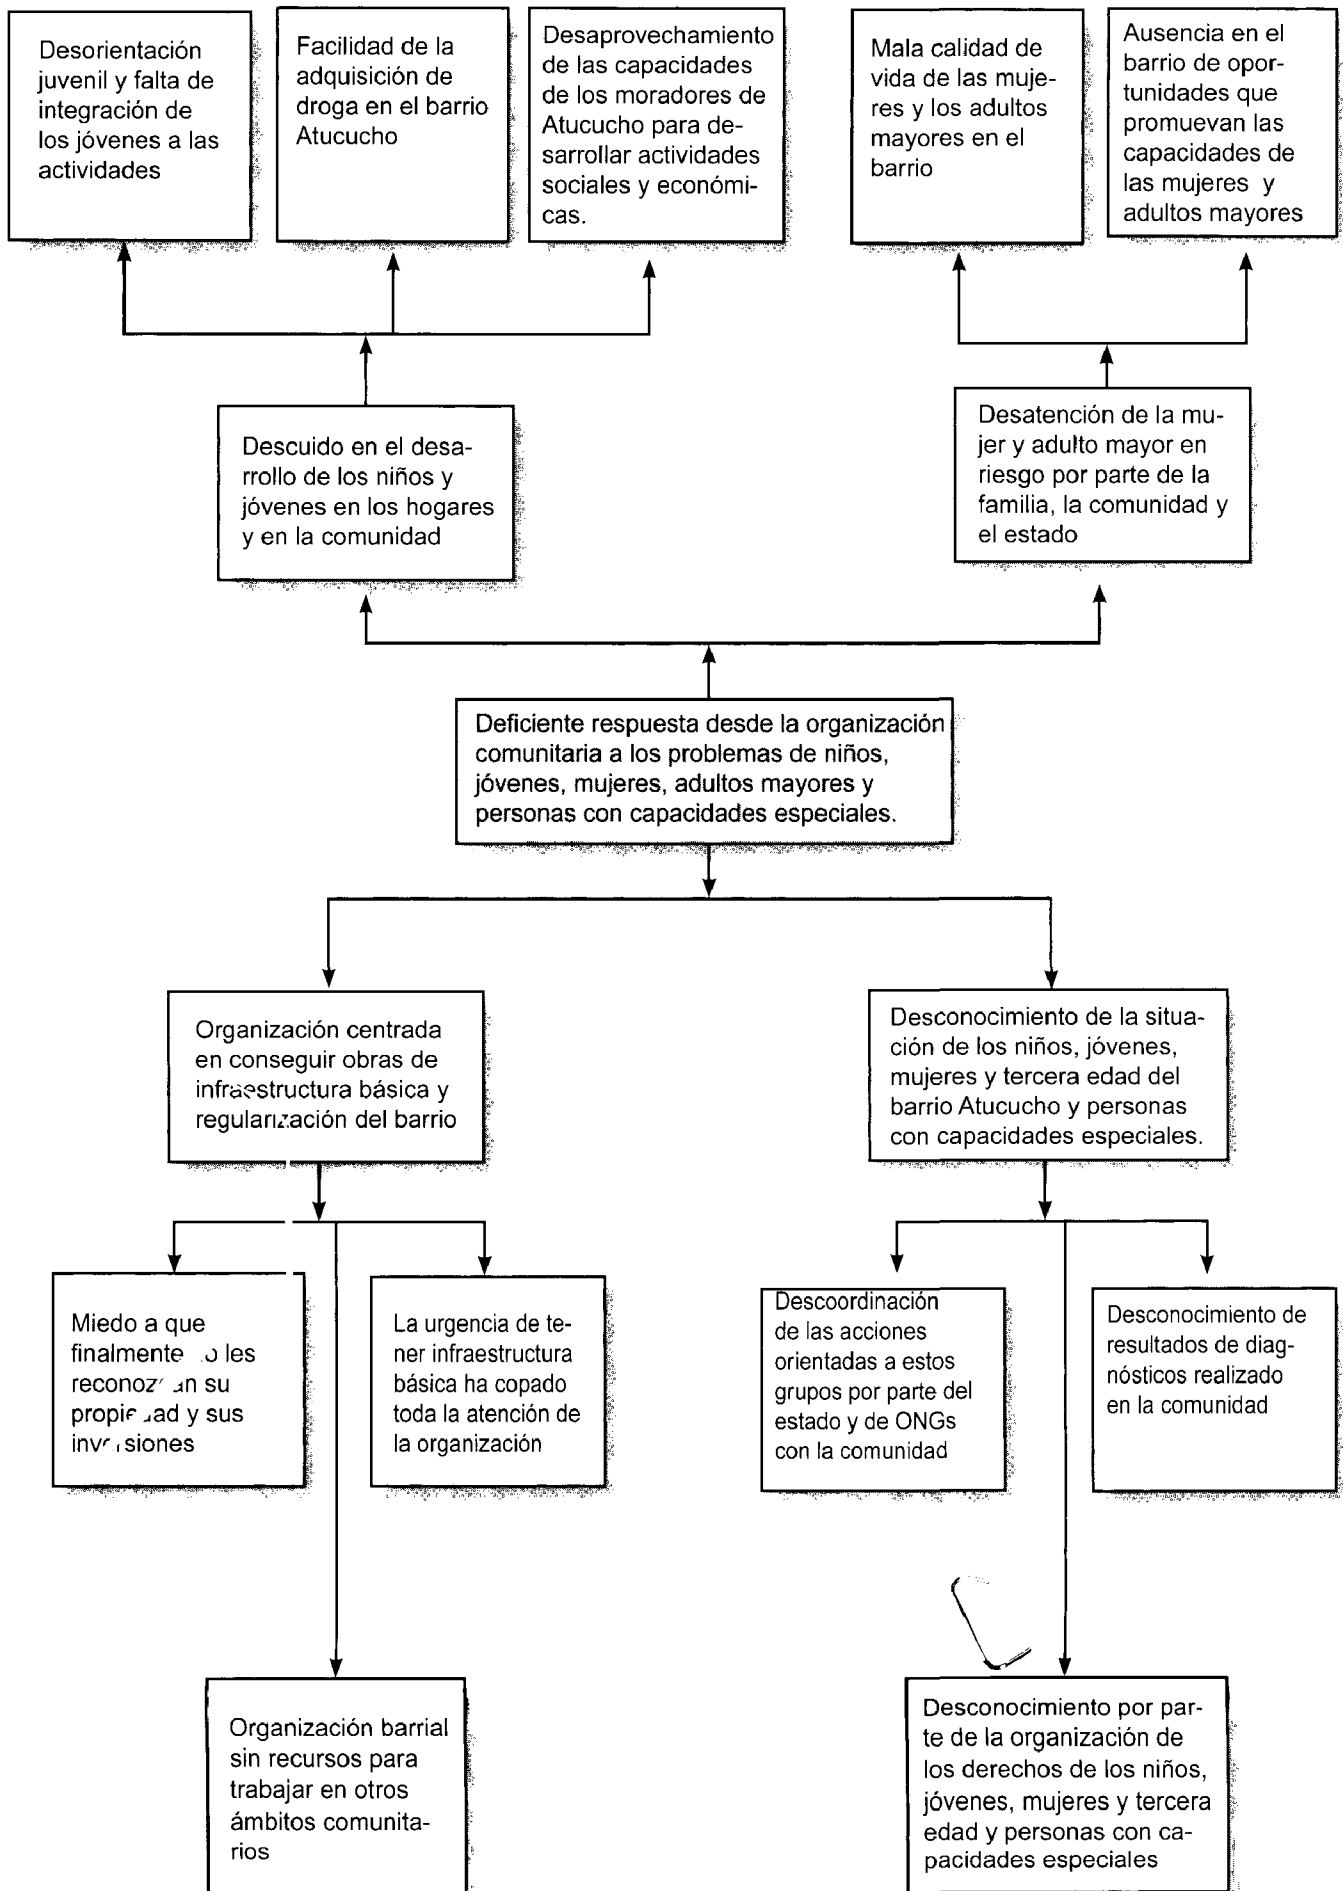 Desorientación
juvenil y falta de
integración de
los jóvenes a las
actividades
Facilidad de la
adquisición de
droga en el barrio
Atucucho
Desaprovechamiento
de las capacidades
de los moradores de
Atucucho para de-
sarrollar actividades
sociales y económi-
cas.
Mala calidad de
vida de las muje-
res y los adultos
mayores en el
barrio
Ausencia en el
barrio de opor-
tunidades que
promuevan las
capacidades de
las mujeres y
adultos mayores
Descuido en el desa-
rrollo de los niños y
jóvenes en los hogares
y en la comunidad
Desatención de la mu-
jer y adulto mayor en
riesgo por parte de la
familia, la comunidad y
el estado
Deficiente respuesta desde la organización
comunitaria a los problemas de niños,
jóvenes, mujeres, adultos mayores y
personas con capacidades especiales.
Organización centrada
en conseguir obras de
infraestructura básica y
regularización del barrio
Desconocimiento de la situa-
ción de los niños, jóvenes,
mujeres y tercera edad del
barrio Atucucho y personas
con capacidades especiales.
Miedo a que
finalmente les
reconozcan su
propiedad y sus
inversiones
La urgencia de te-
ner infraestructura
básica ha copado
toda la atención de
la organización
Descoordinación
de las acciones
orientadas a estos
grupos por parte del
estado y de ONGs
con la comunidad
Desconocimiento de
resultados de diag-
nósticos realizado
en la comunidad
Organización barrial
sin recursos para
trabajar en otros
ámbitos comunita-
rios
Desconocimiento por par-
te de la organización de
los derechos de los niños,
jóvenes, mujeres y tercera
edad y personas con ca-
pacidades especiales